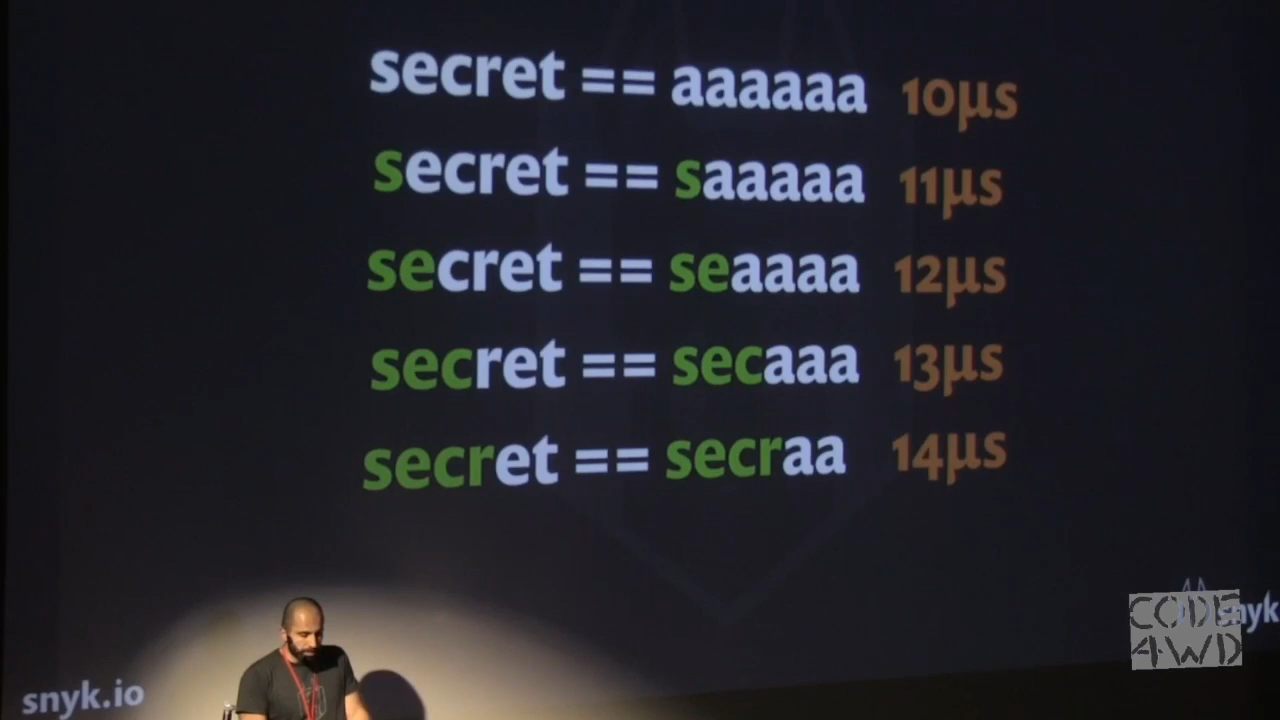 secret == aaaaaa 10µs
secret == saaaaa 11µs
secret == seaaaa 12µs
secret == secaaa 13µs
secret == secraa 14µs
snyk.io
snyk
CODE
4WD